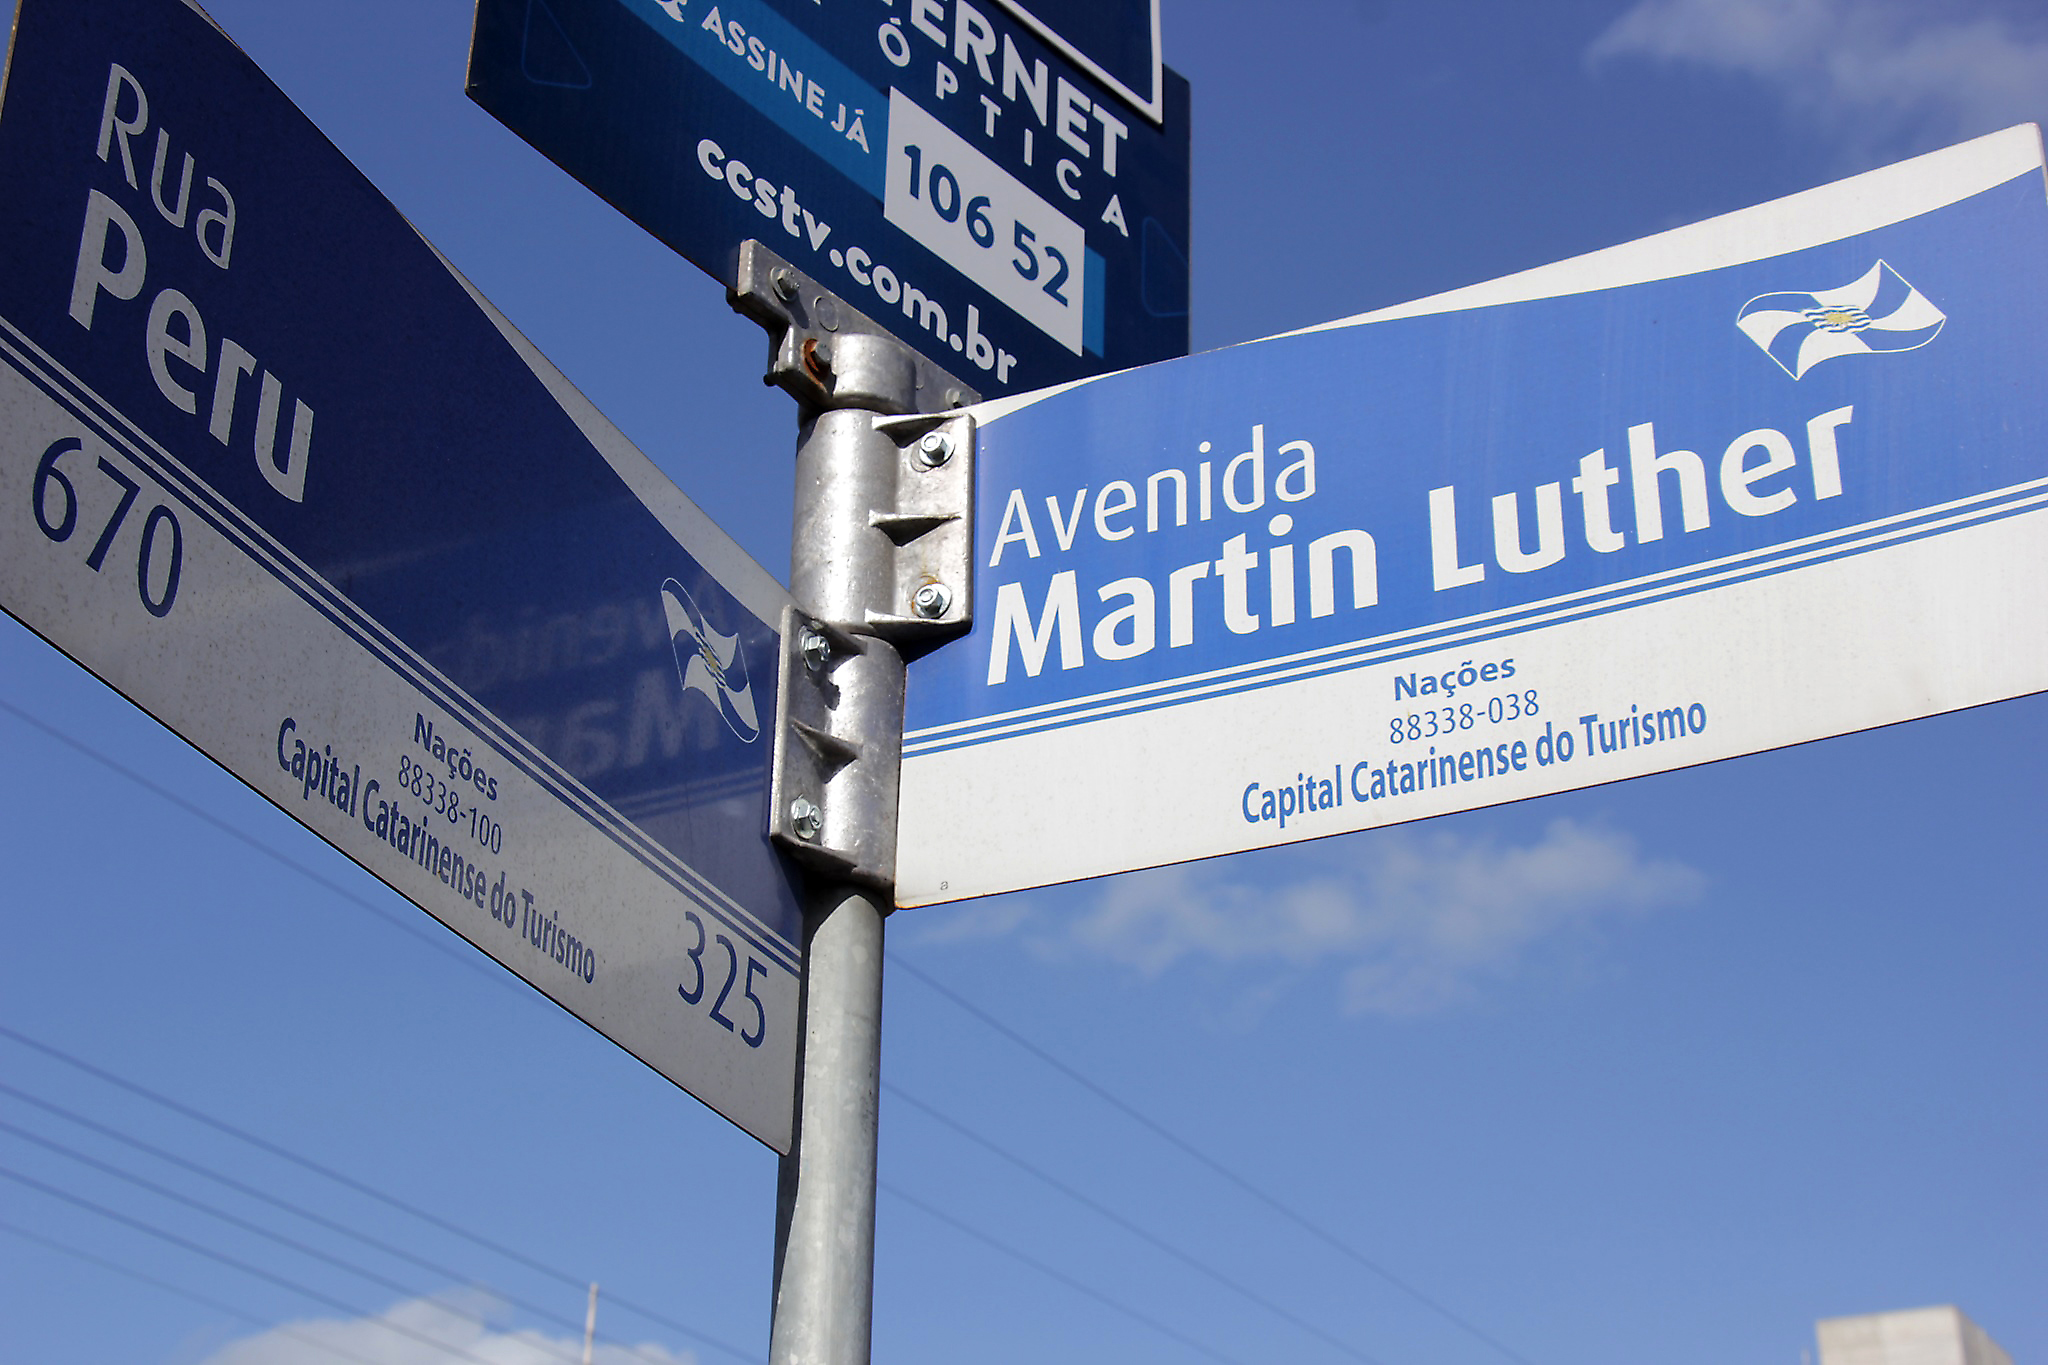 Rua
Peru
670
Nações
88338-100
Capital Catarinense do Turismo
325
ÓPTICA
& ASSINE JÁ
106 52
ccstv.com.br
Avenida
Martin Luther
Nações
88338-038
Capital Catarinense do Turismo
a